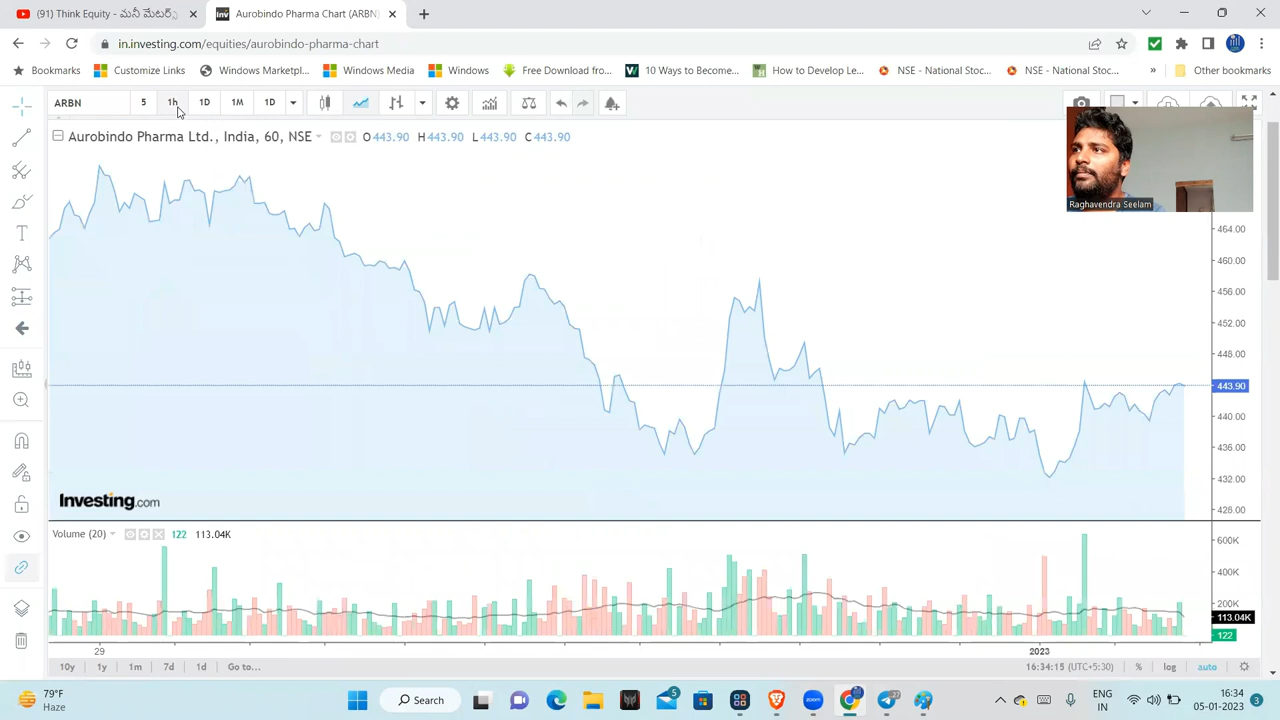 (91) Think Equity - మనీ మేటర్స్
Aurobindo Pharma Chart (ARBN)
in.investing.com/equities/aurobindo-pharma-chart
Bookmarks
Customize Links
Windows Marketpl...
Windows Media
Windows
Free Download from...
10 Ways to Become...
How to Develop Le...
NSE - National Stoc...
NSE - National Stoc...
»
Other bookmarks
ARBN
5
1h
1D
1M
1D
Aurobindo Pharma Ltd., India, 60, NSE
O 443.90 H 443.90 L 443.90 C 443.90
Raghavendra Seelam
464.00
460.00
456.00
452.00
448.00
443.90
440.00
436.00
432.00
428.00
Investing.com
Volume (20)
122 113.04K
600K
400K
200K
113.04K
122
29
2023
10y
1y
1m
7d
1d
Go to...
16:34:15 (UTC+5:30)
%
log
auto
79°F
Haze
Search
5
27
ENG
IN
16:34
05-01-2023
3